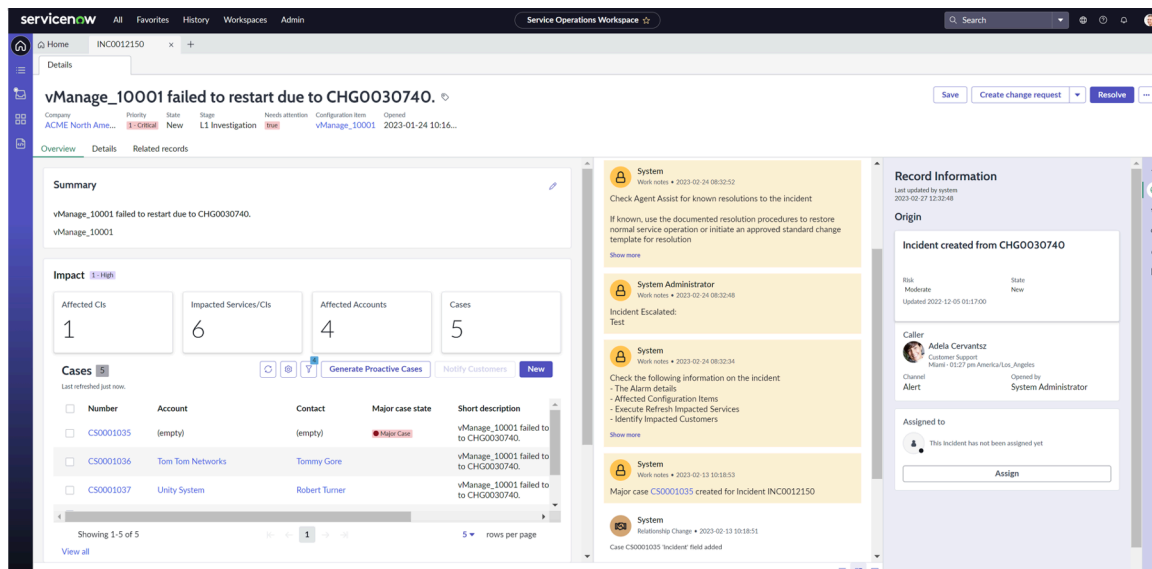 servicenow All Favorites History Workspaces Admin Service Operations Workspace Search
Home INC0012150
Details
vManage_10001 failed to restart due to CHG0030740.
Save Create change request Resolve
Company Priority State Stage Needs attention Configuration item Opened
ACME North Ame... 1 - Critical New L1 Investigation true vManage_10001 2023-01-24 10:16...
Overview Details Related records
Summary
vManage_10001 failed to restart due to CHG0030740.
vManage_10001
Impact 1 - High
Affected CIs Impacted Services/CIs Affected Accounts Cases
1 6 4 5
Cases 5
Last refreshed just now.
4
Generate Proactive Cases Notify Customers New
Number Account Contact Major case state Short description
CS0001035 (empty) (empty) Major Case vManage_10001 failed to
to CHG0030740.
CS0001036 Tom Tom Networks Tommy Gore vManage_10001 failed to
to CHG0030740.
CS0001037 Unity System Robert Turner vManage_10001 failed to
to CHG0030740.
Showing 1-5 of 5 1 5 rows per page
View all
System
Work notes • 2023-02-24 08:32:52
Check Agent Assist for known resolutions to the incident
If known, use the documented resolution procedures to restore
normal service operation or initiate an approved standard change
template for resolution
Show more
System Administrator
Work notes • 2023-02-24 08:32:48
Incident Escalated:
Test
System
Work notes • 2023-02-24 08:32:34
Check the following information on the incident
- The Alarm details
- Affected Configuration Items
- Execute Refresh Impacted Services
- Identify Impacted Customers
Show more
System
Work notes • 2023-02-13 10:18:53
Major case CS0001035 created for Incident INC0012150
System
Relationship Change • 2023-02-13 10:18:51
Case CS0001035 'Incident' field added
Record Information
Last updated by system
2023-02-27 12:32:48
Origin
Incident created from CHG0030740
Risk State
Moderate New
Updated 2022-12-05 01:17:00
Caller
Adela Cervantsz
Customer Support
Miami • 01:27 pm America/Los_Angeles
Channel Opened by
Alert System Administrator
Assigned to
This Incident has not been assigned yet
Assign